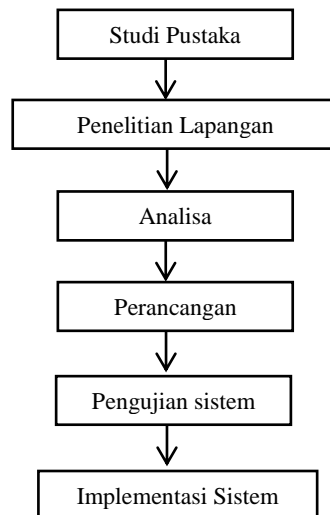 Studi Pustaka
Penelitian Lapangan
Analisa
Perancangan
Pengujian sistem
Implementasi Sistem